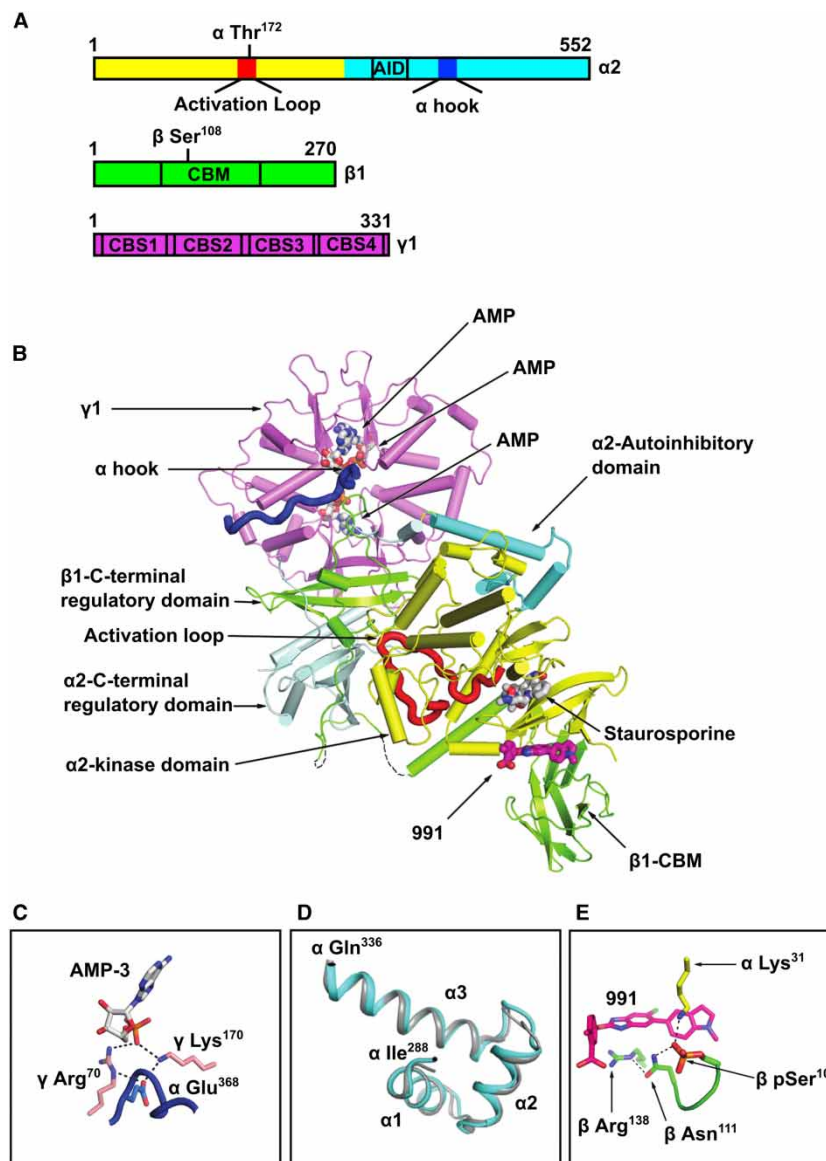 A
α Thr¹⁷²
1
552
AID
α2
Activation Loop
α hook
β Ser¹⁰⁸
1
270
CBM
β1
1
331
CBS1
CBS2
CBS3
CBS4
γ1
B
AMP
AMP
γ1
AMP
α2-Autoinhibitory
domain
α hook
β1-C-terminal
regulatory domain
Activation loop
α2-C-terminal
regulatory domain
Staurosporine
α2-kinase domain
991
β1-CBM
C
AMP-3
γ Lys¹⁷⁰
γ Arg⁷⁰
α Glu³⁶⁸
D
α Gln³³⁶
α3
α Ile²⁸⁸
α1
α2
E
α Lys³¹
991
β pSer¹⁰
β Arg¹³⁸
β Asn¹¹¹